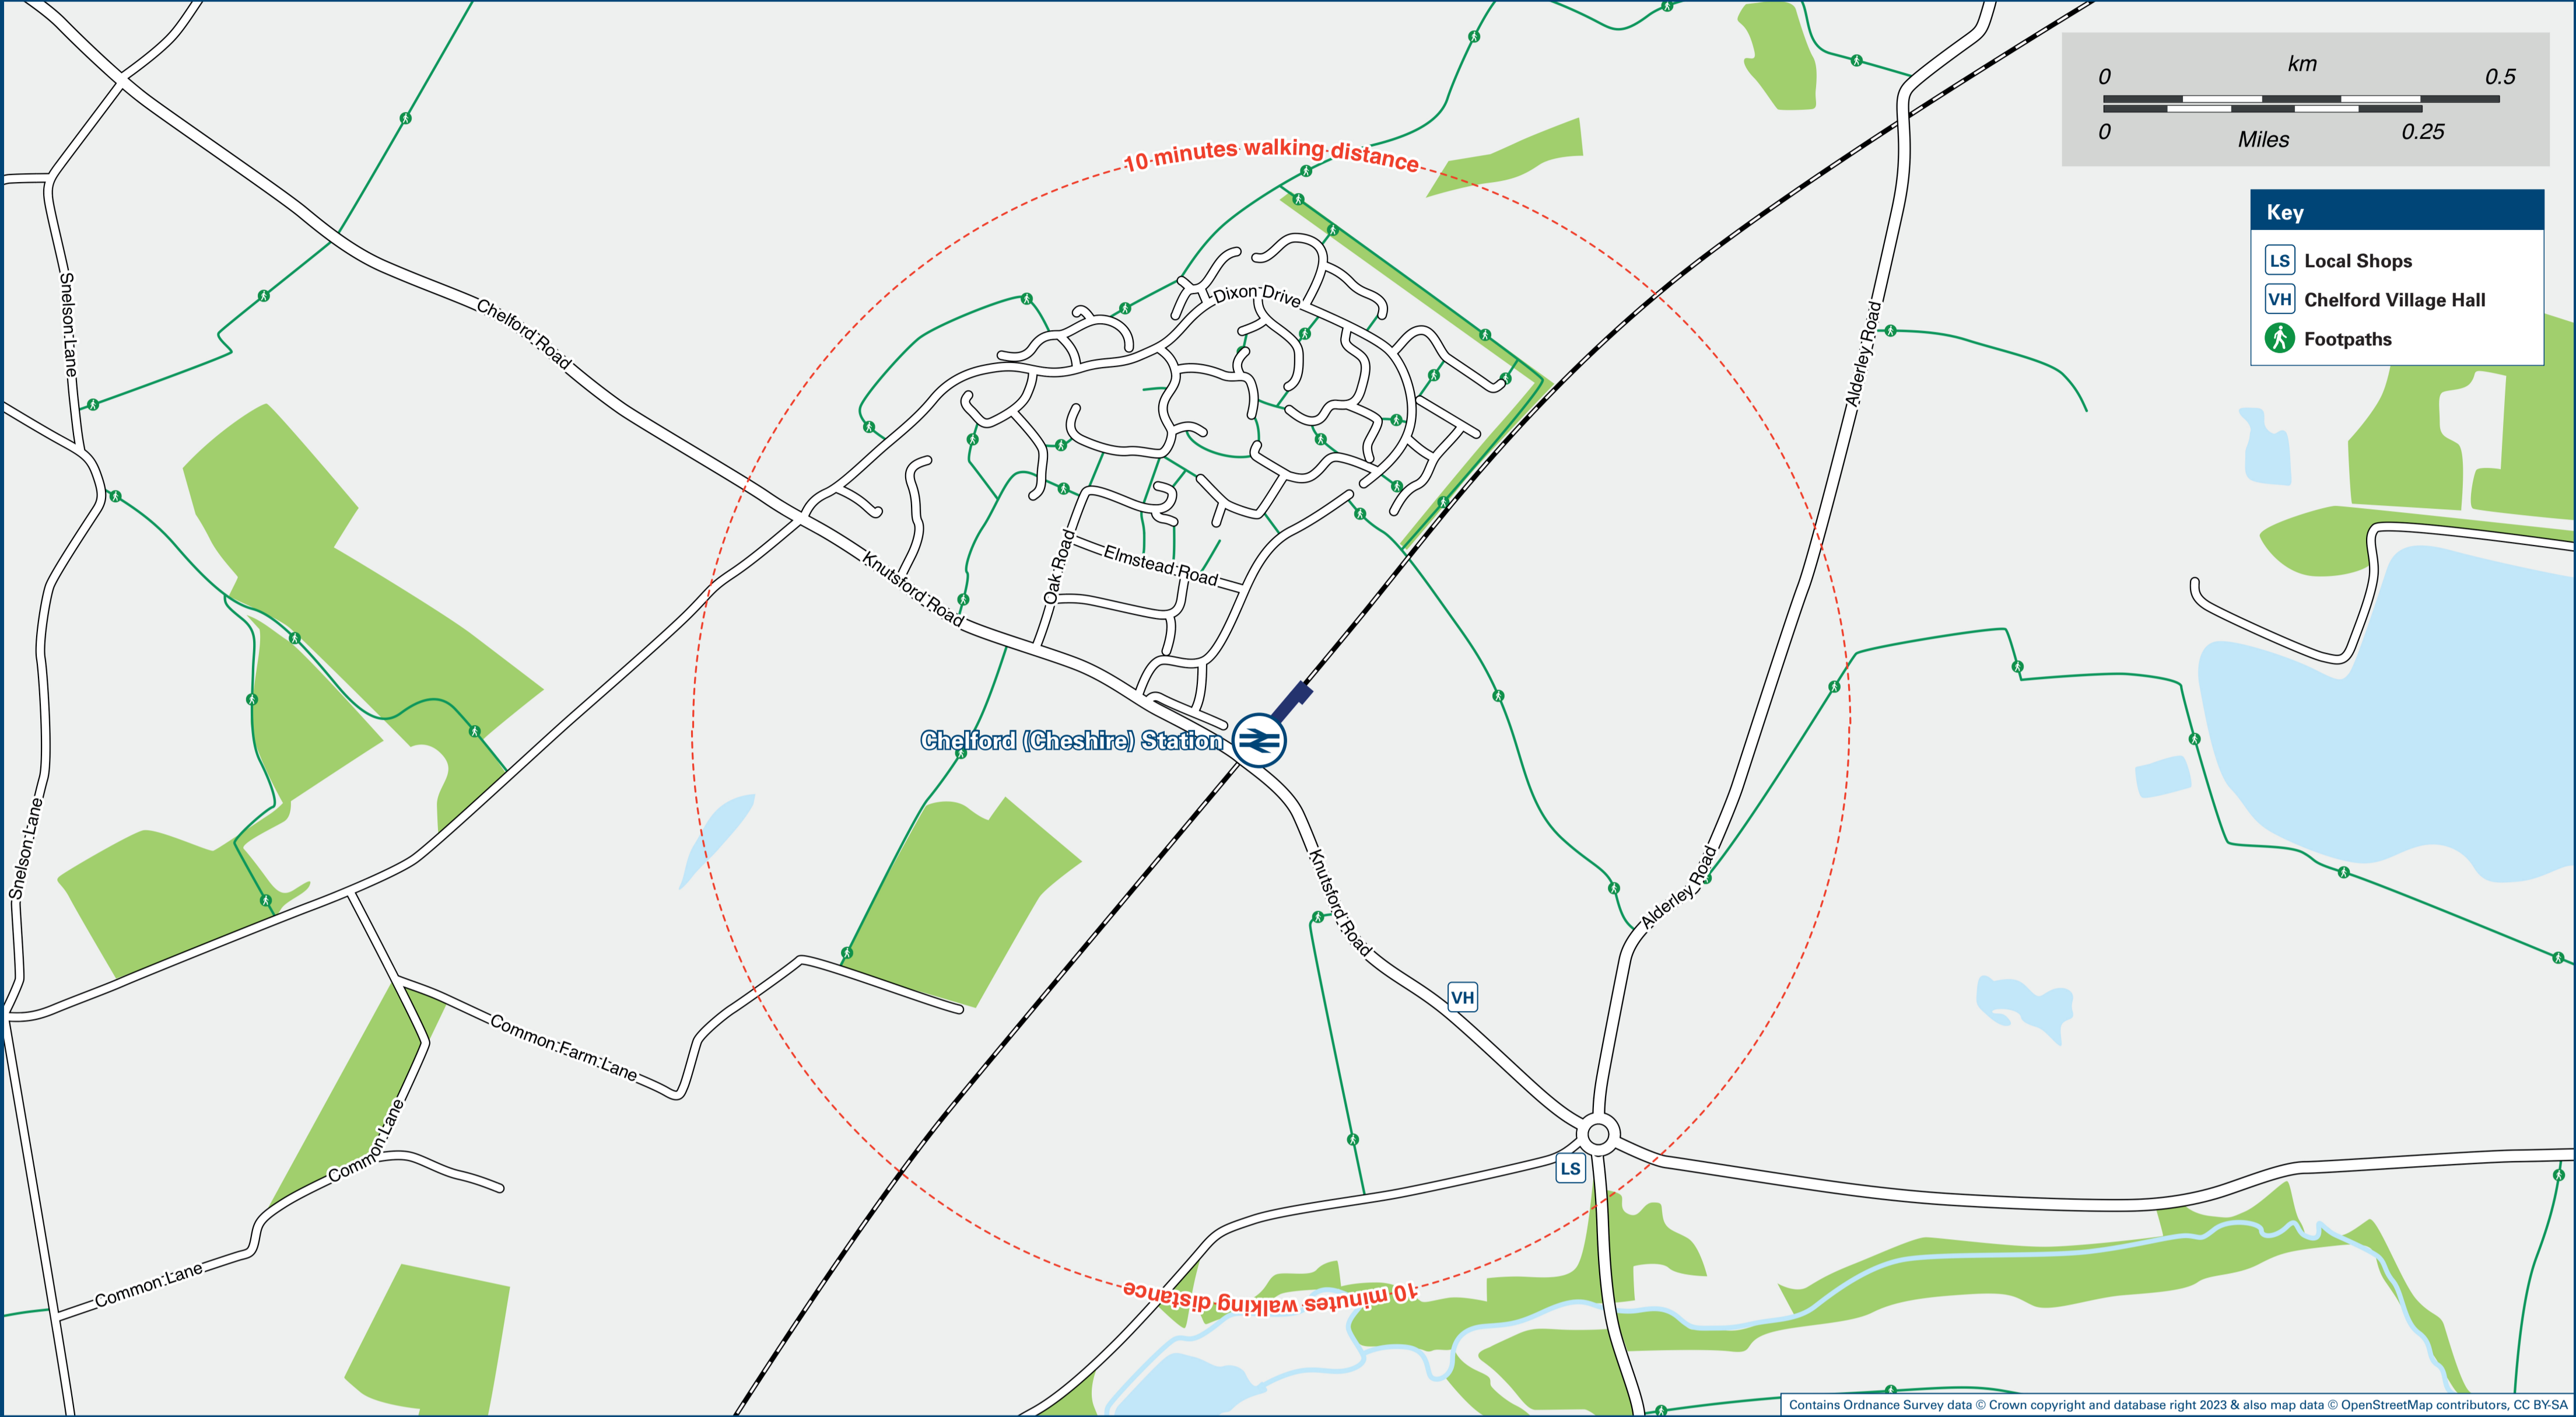 10 minutes walking distance
km
0 0.5
0 0.25
Miles
Key
LS Local Shops
VH Chelford Village Hall
Footpaths
Snelson Lane
Chelford Road
Dixon Drive
Alderley Road
Knutsford Road
Oak Road
Elmstead Road
Chelford (Cheshire) Station
Snelson Lane
Knutsford Road
Alderley Road
VH
Common Farm Lane
Common Lane
Common Lane
LS
10 minutes walking distance
Contains Ordnance Survey data © Crown copyright and database right 2023 & also map data © OpenStreetMap contributors, CC BY-SA